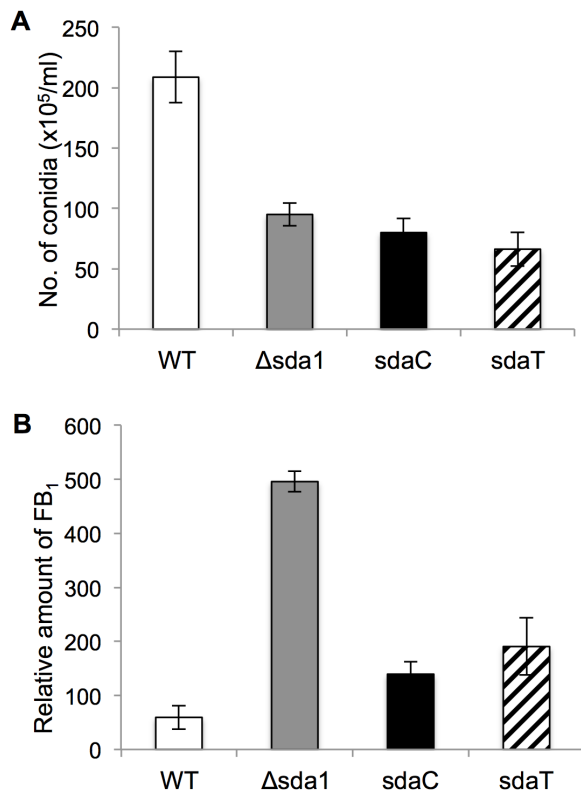 A
No. of conidia (x10⁵/ml)
250
200
150
100
50
0
WT Δsda1 sdaC sdaT
B
Relative amount of FB₁
600
500
400
300
200
100
0
WT Δsda1 sdaC sdaT